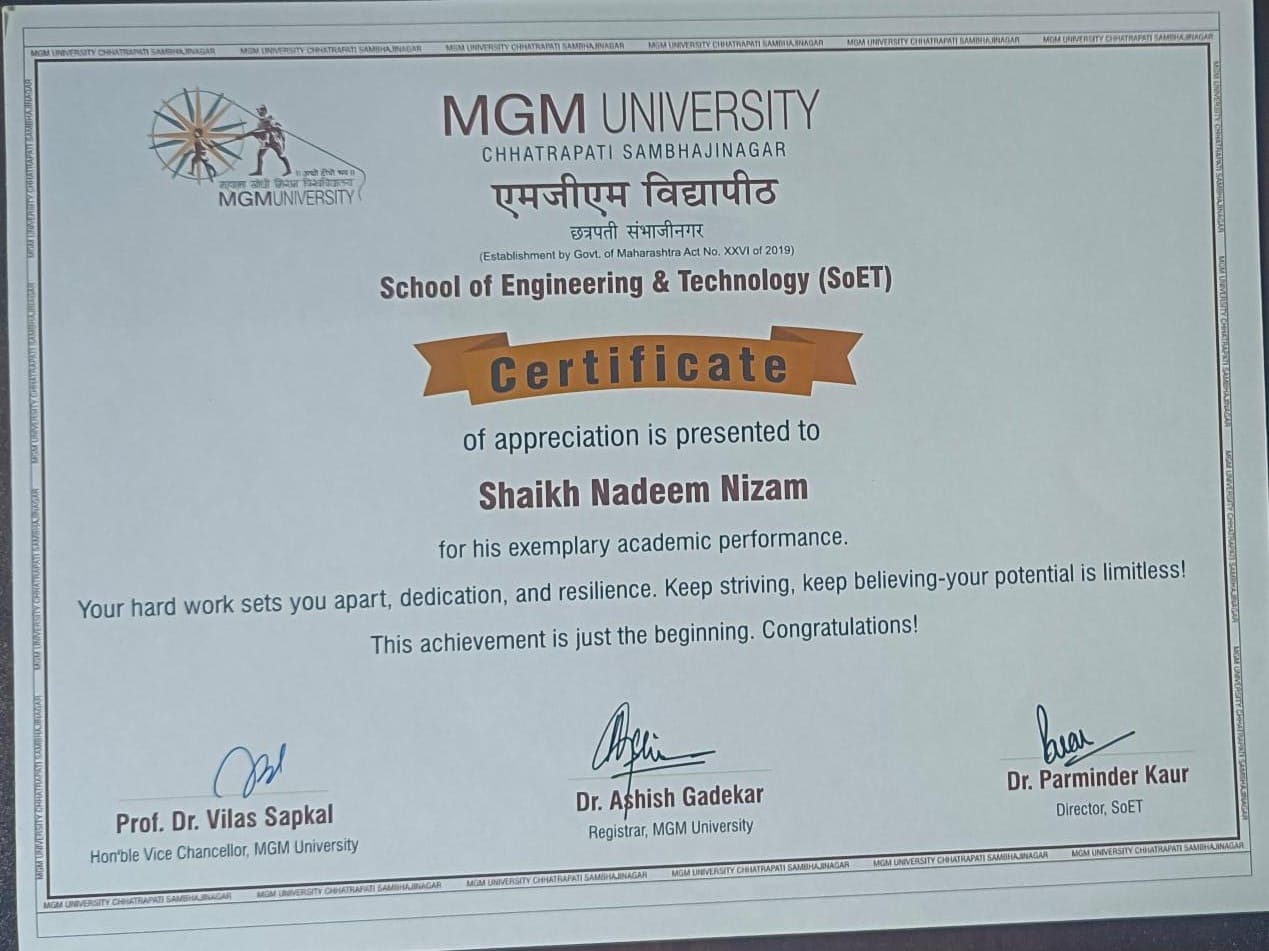 MGM UNIVERSITY CHHATRAPATI SAMBHAJINAGAR MGM UNIVERSITY CHHATRAPATI SAMBHAJINAGAR MGM UNIVERSITY CHHATRAPATI SAMBHAJINAGAR MGM UNIVERSITY CHHATRAPATI SAMBHAJINAGAR MGM UNIVERSITY CHHATRAPATI SAMBHAJINAGAR MGM UNIVERSITY CHHATRAPATI SAMBHAJINAGAR
MGM UNIVERSITY
CHHATRAPATI SAMBHAJINAGAR
एमजीएम विद्यापीठ
छत्रपती संभाजीनगर
(Establishment by Govt. of Maharashtra Act No. XXVI of 2019)
MGMUNIVERSITY
School of Engineering & Technology (SoET)
Certificate
of appreciation is presented to
Shaikh Nadeem Nizam
for his exemplary academic performance.
Your hard work sets you apart, dedication, and resilience. Keep striving, keep believing-your potential is limitless!
This achievement is just the beginning. Congratulations!
Prof. Dr. Vilas Sapkal
Hon'ble Vice Chancellor, MGM University
Dr. Ashish Gadekar
Registrar, MGM University
Dr. Parminder Kaur
Director, SoET
MGM UNIVERSITY CHHATRAPATI SAMBHAJINAGAR MGM UNIVERSITY CHHATRAPATI SAMBHAJINAGAR MGM UNIVERSITY CHHATRAPATI SAMBHAJINAGAR MGM UNIVERSITY CHHATRAPATI SAMBHAJINAGAR MGM UNIVERSITY CHHATRAPATI SAMBHAJINAGAR MGM UNIVERSITY CHHATRAPATI SAMBHAJINAGAR